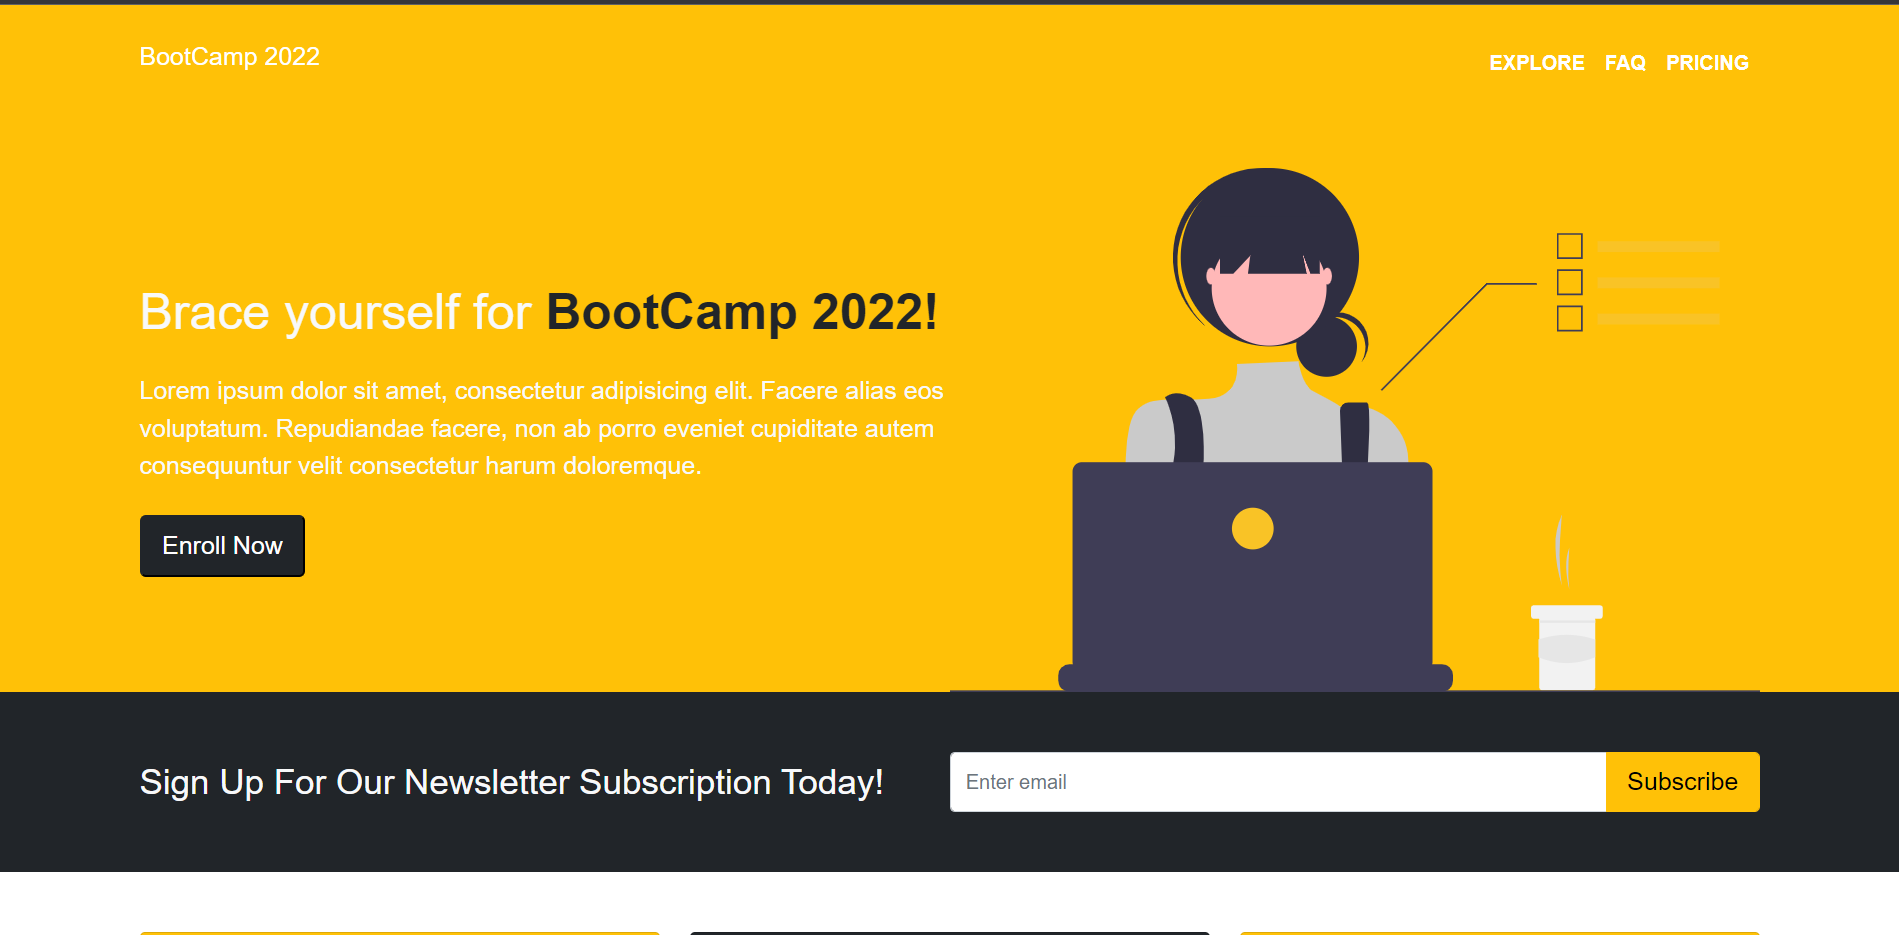 BootCamp 2022
EXPLORE FAQ PRICING
Brace yourself for BootCamp 2022!
Lorem ipsum dolor sit amet, consectetur adipisicing elit. Facere alias eos
voluptatum. Repudiandae facere, non ab porro eveniet cupiditate autem
consequuntur velit consectetur harum doloremque.
Enroll Now
Sign Up For Our Newsletter Subscription Today!
Enter email
Subscribe